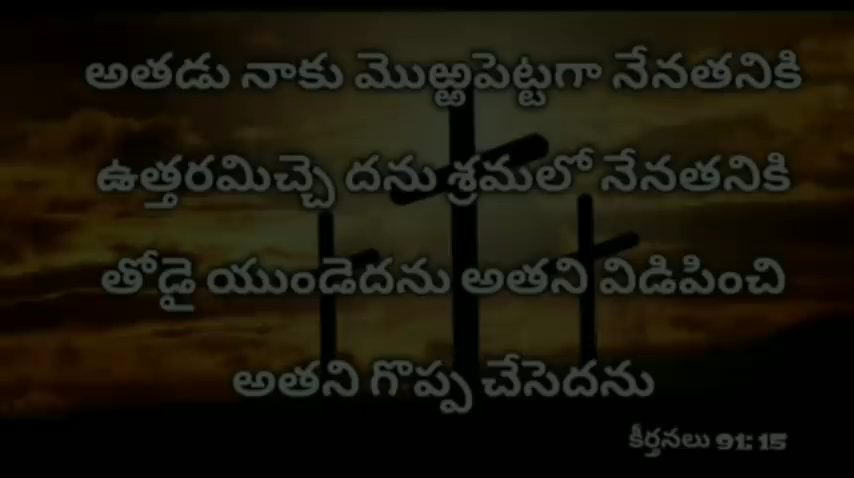 అతడు నాకు మొఱ్ఱపెట్టగా నేనతనికి
ఉత్తరమిచ్చె దను శ్రమలో నేనతనికి
తోడై యుండెదను అతని విడిపించి
అతని గొప్ప చేసెదను
కీర్తనలు 91: 15